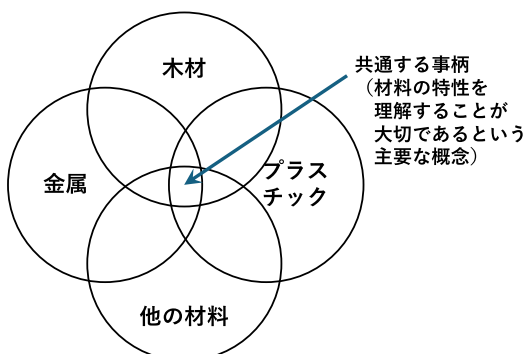 木材
共通する事柄
（材料の特性を
理解することが
大切であるという
主要な概念）
金属
プラス
チック
他の材料